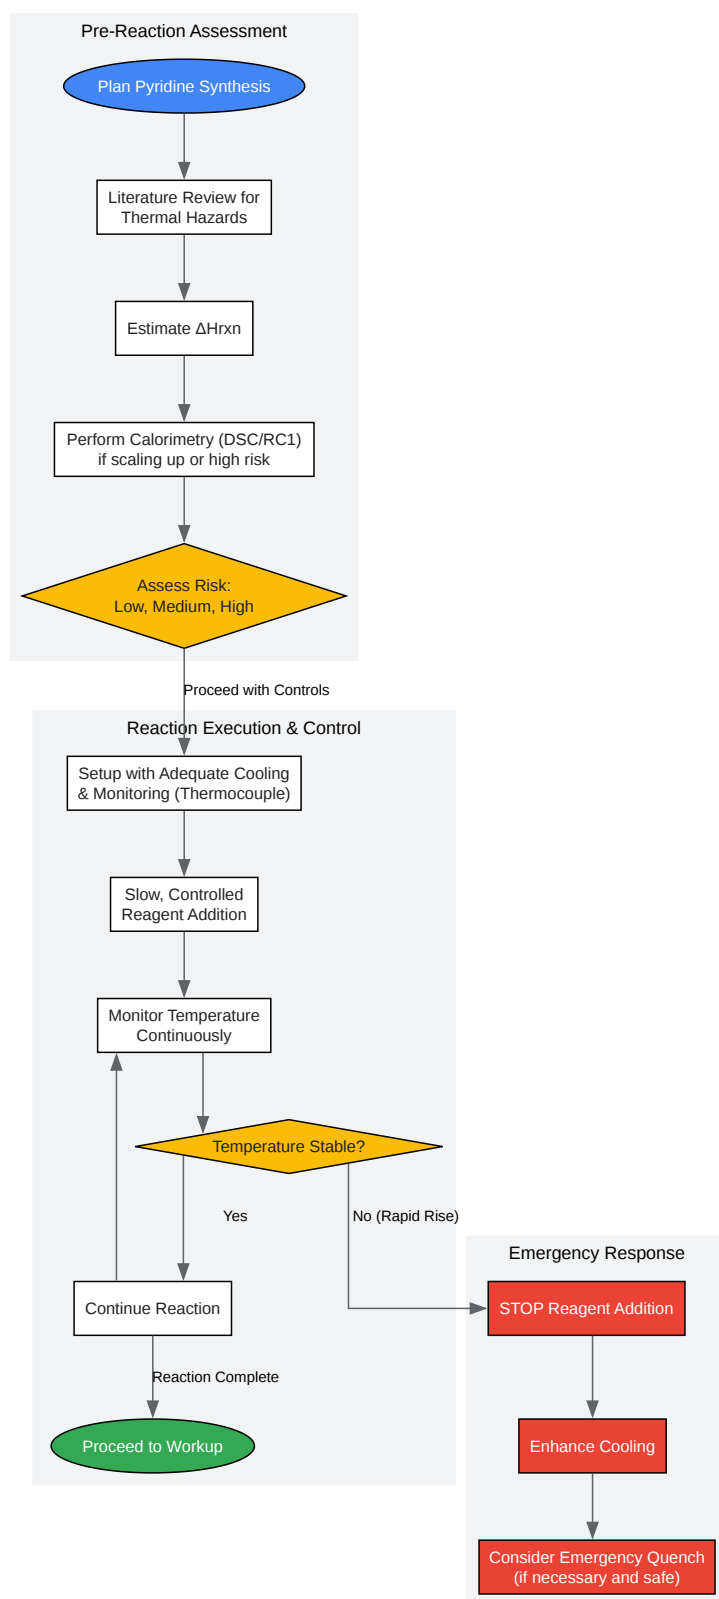 Pre-Reaction Assessment
Plan Pyridine Synthesis
Literature Review for
Thermal Hazards
Estimate ΔHrxn
Perform Calorimetry (DSC/RC1)
if scaling up or high risk
Assess Risk:
Low, Medium, High
Proceed with Controls
Reaction Execution & Control
Setup with Adequate Cooling
& Monitoring (Thermocouple)
Slow, Controlled
Reagent Addition
Monitor Temperature
Continuously
Temperature Stable?
Yes
No (Rapid Rise)
Continue Reaction
Reaction Complete
Proceed to Workup
Emergency Response
STOP Reagent Addition
Enhance Cooling
Consider Emergency Quench
(if necessary and safe)